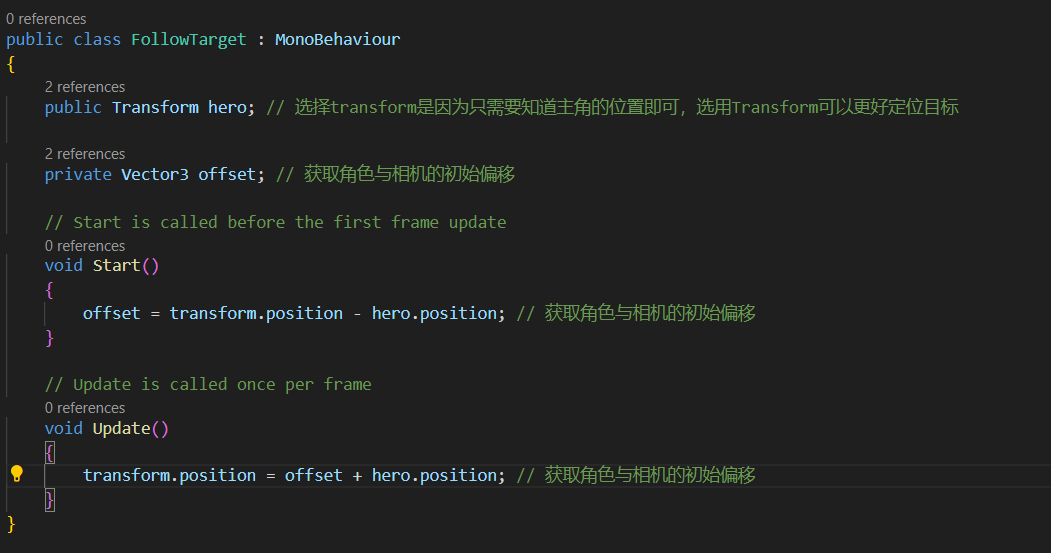 0 references
public class FollowTarget : MonoBehaviour
{
2 references
public Transform hero; // 选择transform是因为只需要知道主角的位置即可，选用Transform可以更好定位目标
2 references
private Vector3 offset; // 获取角色与相机的初始偏移
// Start is called before the first frame update
0 references
void Start()
{
offset = transform.position - hero.position; // 获取角色与相机的初始偏移
}
// Update is called once per frame
0 references
void Update()
{
transform.position = offset + hero.position; // 获取角色与相机的初始偏移
}
}